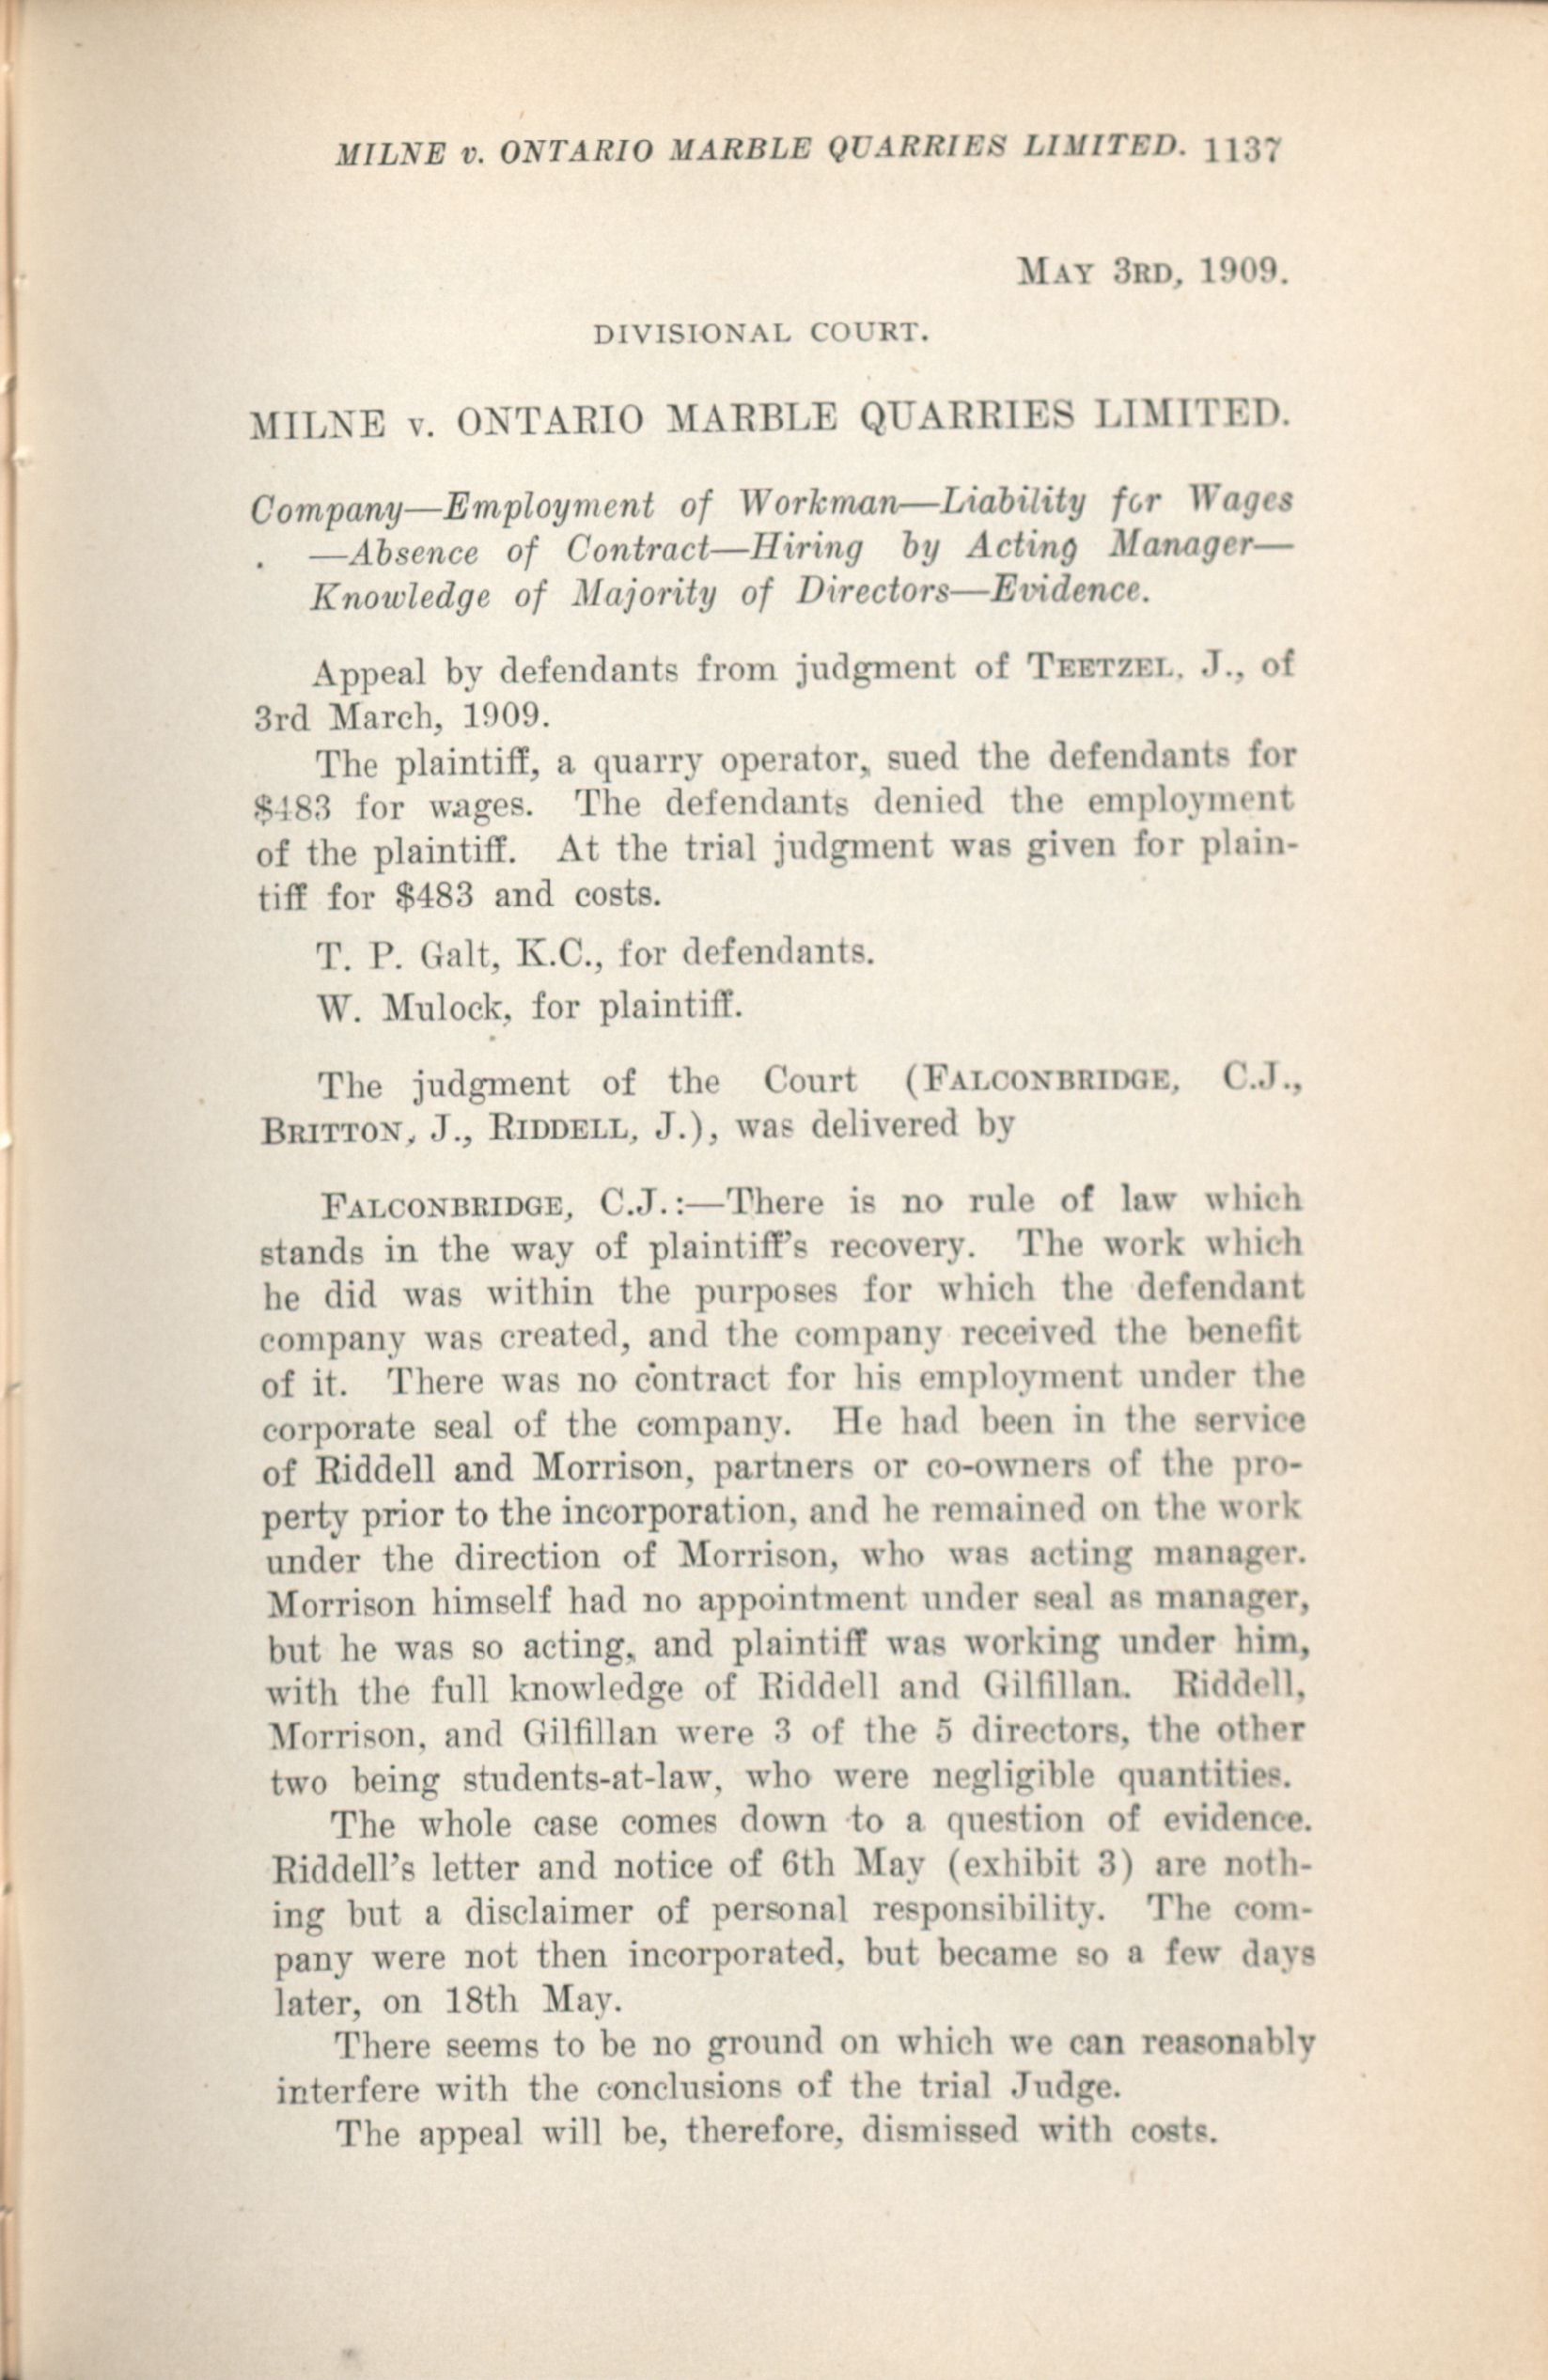 MILNE v. ONTARIO MARBLE QUARRIES LIMITED. 1137
MAY 3RD, 1909.
DIVISIONAL COURT.
MILNE v. ONTARIO MARBLE QUARRIES LIMITED.
Company—Employment of Workman—Liability for Wages
—Absence of Contract—Hiring by Acting Manager—
Knowledge of Majority of Directors—Evidence.
Appeal by defendants from judgment of TEETZEL, J., of
3rd March, 1909.
The plaintiff, a quarry operator, sued the defendants for
$483 for wages. The defendants denied the employment
of the plaintiff. At the trial judgment was given for plain-
tiff for $483 and costs.
T. P. Galt, K.C., for defendants.
W. Mulock, for plaintiff.
The judgment of the Court (FALCONBRIDGE, C.J.,
BRITTON, J., RIDDELL, J.), was delivered by
FALCONBRIDGE, C.J.:—There is no rule of law which
stands in the way of plaintiff's recovery. The work which
he did was within the purposes for which the defendant
company was created, and the company received the benefit
of it. There was no contract for his employment under the
corporate seal of the company. He had been in the service
of Riddell and Morrison, partners or co-owners of the pro-
perty prior to the incorporation, and he remained on the work
under the direction of Morrison, who was acting manager.
Morrison himself had no appointment under seal as manager,
but he was so acting, and plaintiff was working under him,
with the full knowledge of Riddell and Gilfillan. Riddell,
Morrison, and Gilfillan were 3 of the 5 directors, the other
two being students-at-law, who were negligible quantities.
The whole case comes down to a question of evidence.
Riddell's letter and notice of 6th May (exhibit 3) are noth-
ing but a disclaimer of personal responsibility. The com-
pany were not then incorporated, but became so a few days
later, on 18th May.
There seems to be no ground on which we can reasonably
interfere with the conclusions of the trial Judge.
The appeal will be, therefore, dismissed with costs.